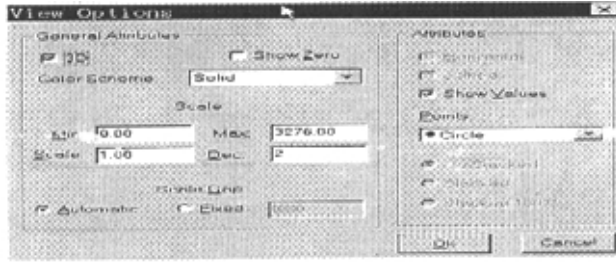 View Options
General Attributes
3D
Show Zero
Color Scheme
Solid
Scale
Min
0.00
Max
3276.00
Scale
1.00
Dec.
2
Automatic
Fixed
Attributes
Show Values
Points
Circle
Stacked
Ok
Cancel